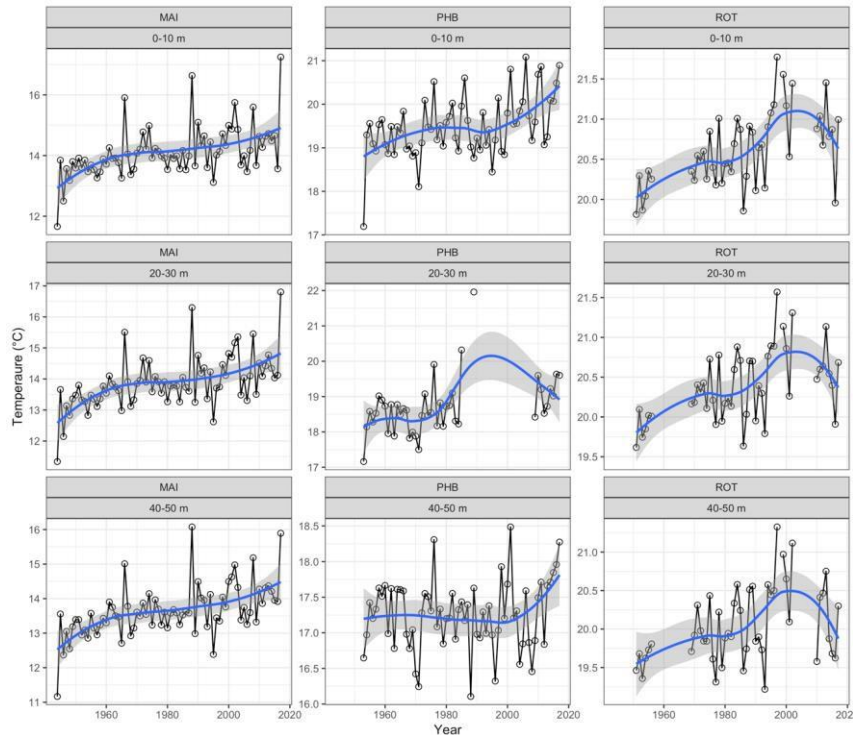 MAI
0-10 m
16
14
12
PHB
0-10 m
21
20
19
18
17
ROT
0-10 m
21.5
21.0
20.5
20.0
Temperaure (°C)
MAI
20-30 m
17
16
15
14
13
12
PHB
20-30 m
22
21
20
19
18
17
ROT
20-30 m
21.5
21.0
20.5
20.0
19.5
MAI
40-50 m
16
15
14
13
12
11
1960 1980 2000 2020
PHB
40-50 m
18.5
18.0
17.5
17.0
16.5
16.0
1960 1980 2000 2020
ROT
40-50 m
21.0
20.5
20.0
19.5
1960 1980 2000 202
Year